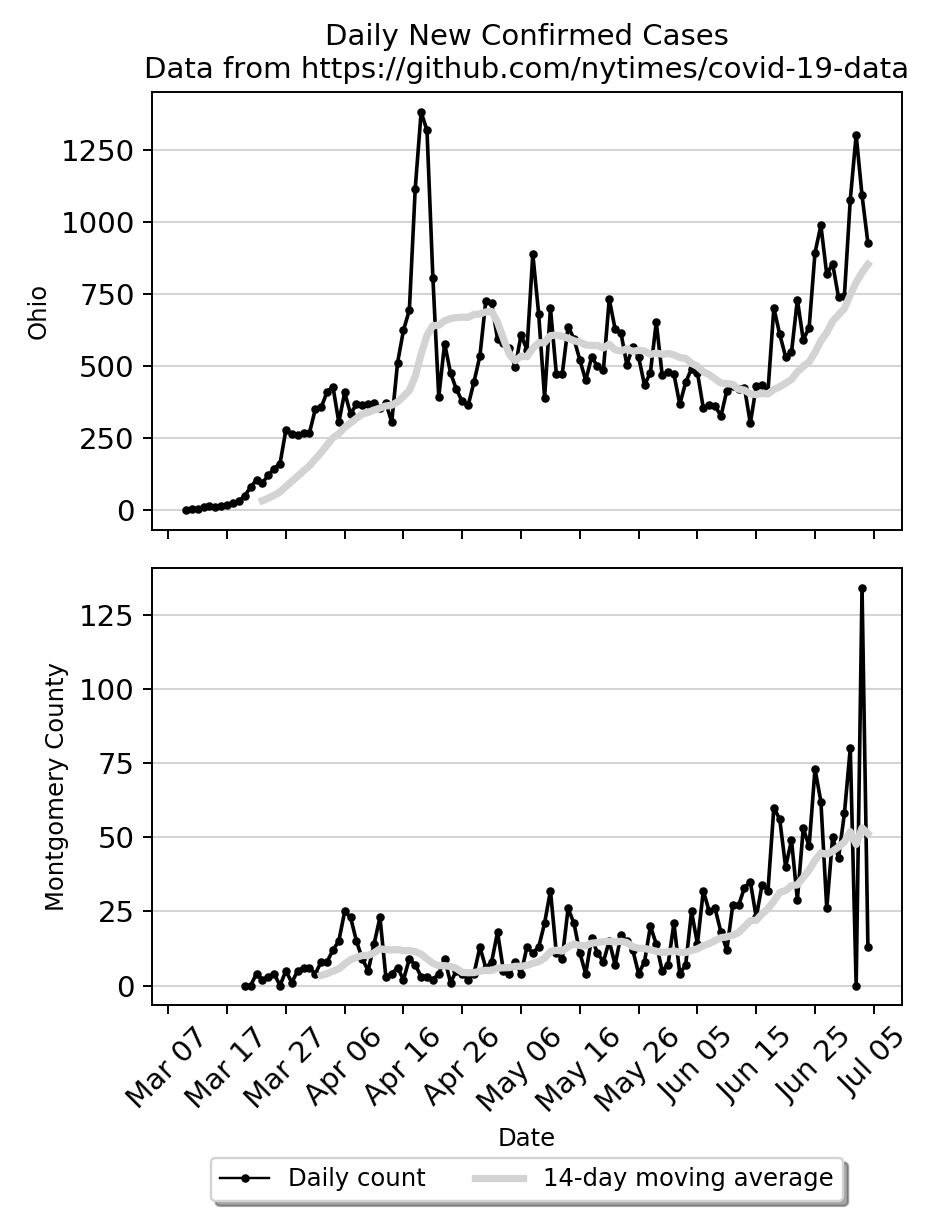 Daily New Confirmed Cases
Data from https://github.com/nytimes/covid-19-data
Ohio
1250
1000
750
500
250
0
Montgomery County
125
100
75
50
25
0
Mar 07
Mar 17
Mar 27
Apr 06
Apr 16
Apr 26
May 06
May 16
May 26
Jun 05
Jun 15
Jun 25
Jul 05
Date
Daily count
14-day moving average